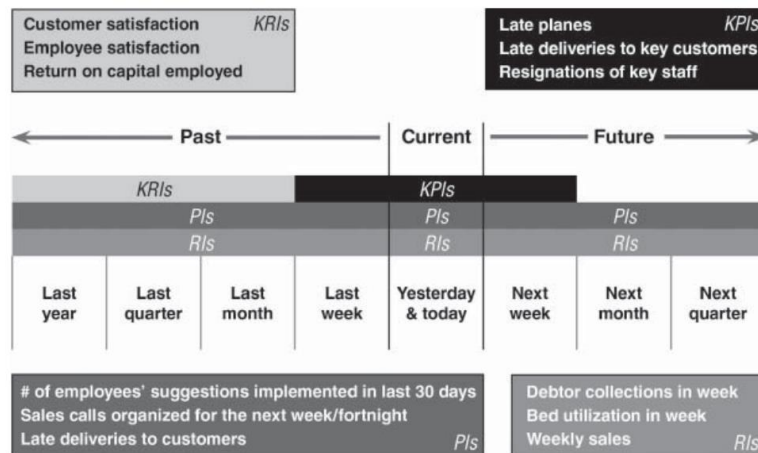 Customer satisfaction KRIs
Employee satisfaction
Return on capital employed
Late planes KPIs
Late deliveries to key customers
Resignations of key staff
Past Current Future
KRIs KPIs
PIs PIs PIs
RIs RIs RIs
Last Last Last Last Yesterday Next Next Next
year quarter month week & today week month quarter
# of employees' suggestions implemented in last 30 days
Sales calls organized for the next week/fortnight
Late deliveries to customers PIs
Debtor collections in week
Bed utilization in week
Weekly sales RIs